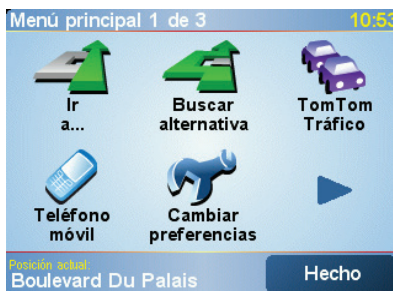 Menú principal 1 de 3 10:53
Ir Buscar TomTom
a... alternativa Tráfico
Teléfono Cambiar
móvil preferencias
Posición actual:
Boulevard Du Palais Hecho